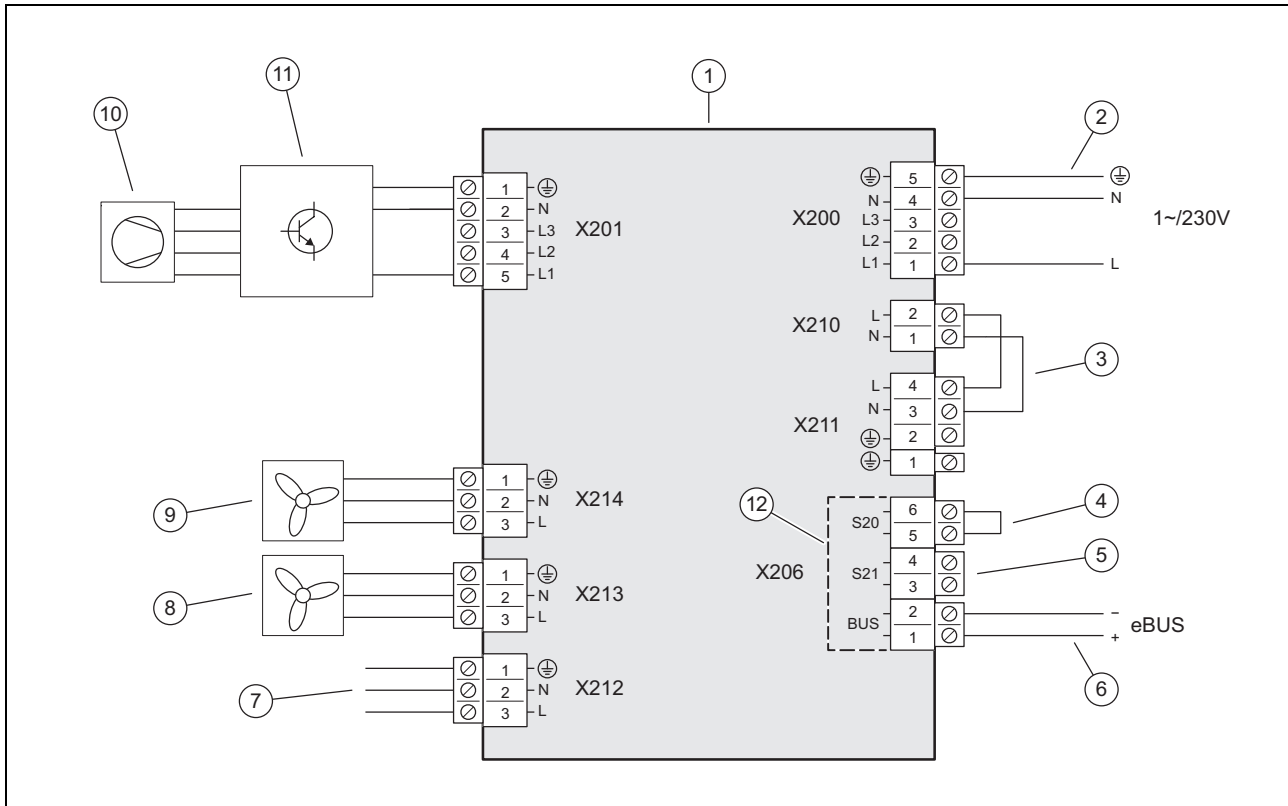 11
1
10
2
1 ⏚
2 N
3 L3
4 L2
5 L1
X201
X200
⏚ 5
N 4
L3 3
L2 2
L1 1
⏚
N
1~/230V
L
X210
L 2
N 1
3
X211
L 4
N 3
⏚ 2
⏚ 1
9
1 ⏚
2 N
3 L
X214
12
X206
S20
6
5
4
S21
4
3
5
BUS
2
1
–
+
eBUS
6
8
1 ⏚
2 N
3 L
X213
7
1 ⏚
2 N
3 L
X212